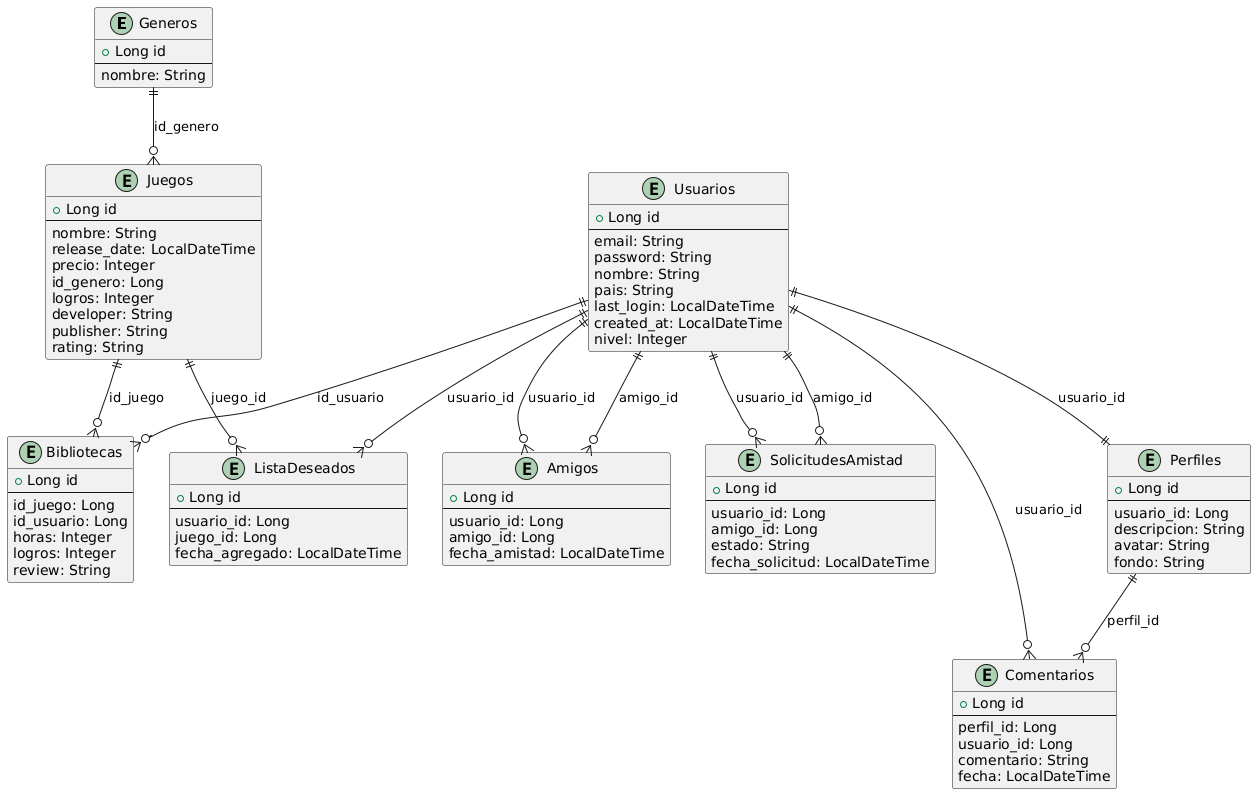 E Generos
Long id
nombre: String
id_genero
E Juegos
Long id
nombre: String
release_date: LocalDateTime
precio: Integer
id_genero: Long
logros: Integer
developer: String
publisher: String
rating: String
E Usuarios
Long id
email: String
password: String
nombre: String
pais: String
last_login: LocalDateTime
created_at: LocalDateTime
nivel: Integer
id_juego
juego_id
id_usuario
usuario_id
usuario_id
amigo_id
usuario_id
amigo_id
usuario_id
E Bibliotecas
Long id
id_juego: Long
id_usuario: Long
horas: Integer
logros: Integer
review: String
E ListaDeseados
Long id
usuario_id: Long
juego_id: Long
fecha_agregado: LocalDateTime
E Amigos
Long id
usuario_id: Long
amigo_id: Long
fecha_amistad: LocalDateTime
E SolicitudesAmistad
Long id
usuario_id: Long
amigo_id: Long
estado: String
fecha_solicitud: LocalDateTime
usuario_id
E Perfiles
Long id
usuario_id: Long
descripcion: String
avatar: String
fondo: String
perfil_id
E Comentarios
Long id
perfil_id: Long
usuario_id: Long
comentario: String
fecha: LocalDateTime